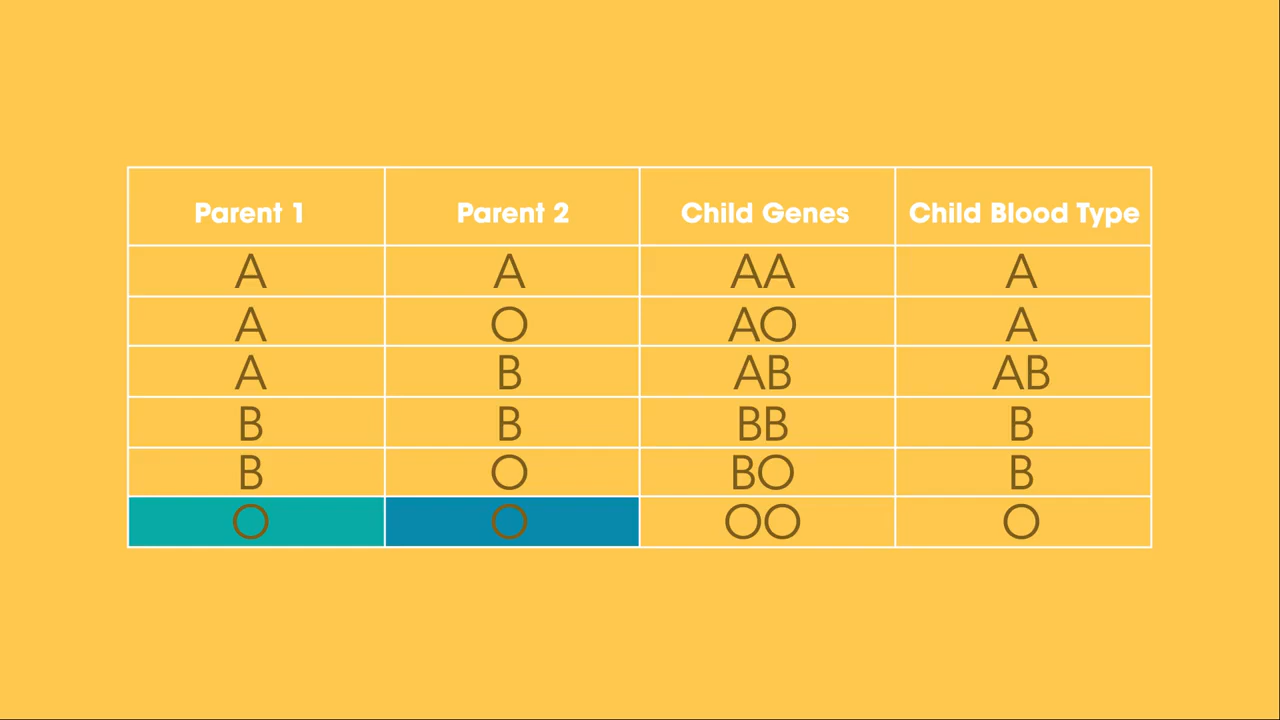 Parent 1 Parent 2 Child Genes Child Blood Type
A A AA A
A O AO A
A B AB AB
B B BB B
B O BO B
O O OO O